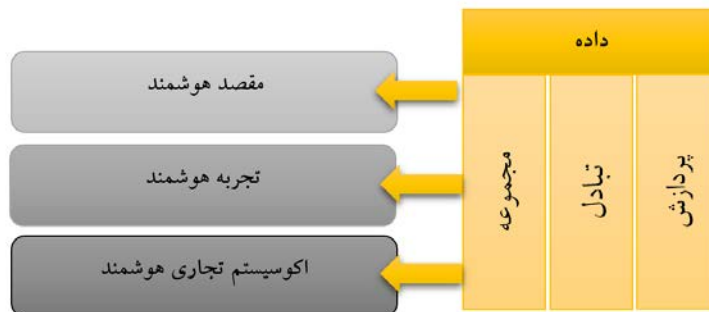 داده
پردازش
تبادل
مجموعه
مقصد هوشمند
تجربه هوشمند
اکوسیستم تجاری هوشمند